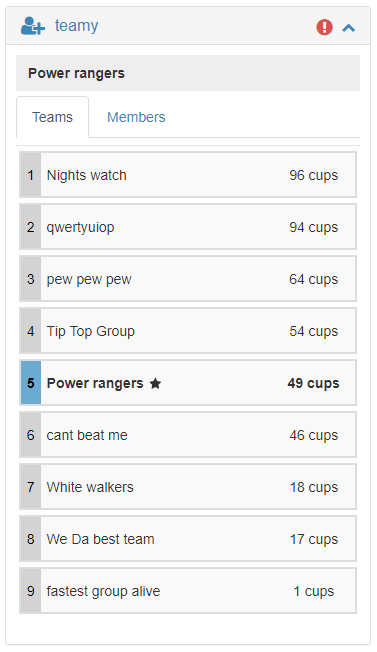 teamy
Power rangers
Teams Members
1 Nights watch 96 cups
2 qwertyuiop 94 cups
3 pew pew pew 64 cups
4 Tip Top Group 54 cups
5 Power rangers ★ 49 cups
6 cant beat me 46 cups
7 White walkers 18 cups
8 We Da best team 17 cups
9 fastest group alive 1 cups